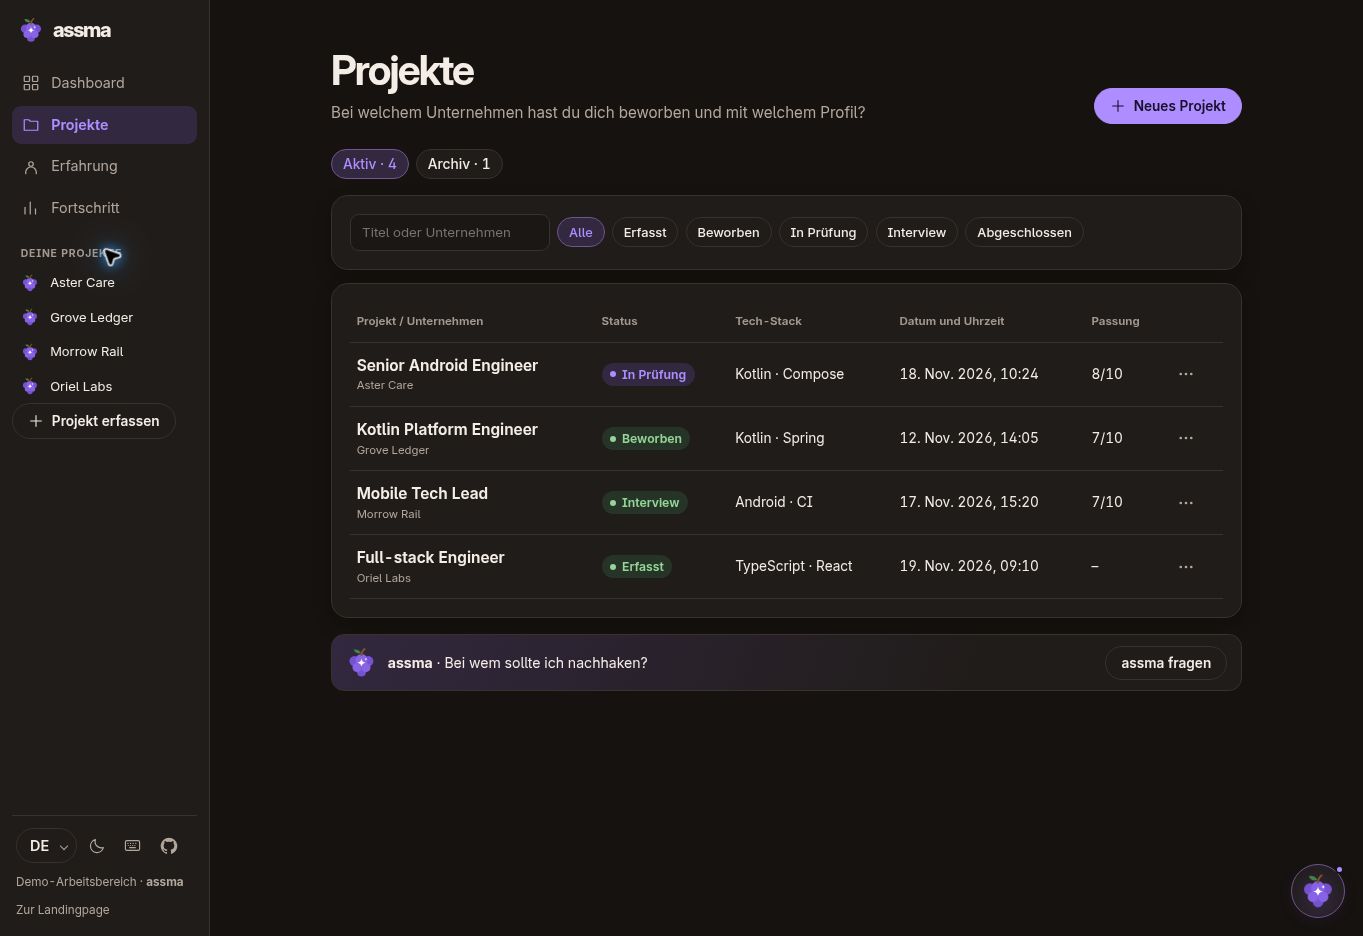 assma
Dashboard
Projekte
Erfahrung
Fortschritt
DEINE PROJEKTE
Aster Care
Grove Ledger
Morrow Rail
Oriel Labs
Projekt erfassen
DE
Demo-Arbeitsbereich · assma
Zur Landingpage
Projekte
Bei welchem Unternehmen hast du dich beworben und mit welchem Profil?
Neues Projekt
Aktiv · 4 Archiv · 1
Titel oder Unternehmen Alle Erfasst Beworben In Prüfung Interview Abgeschlossen
Projekt / Unternehmen Status Tech-Stack Datum und Uhrzeit Passung
Senior Android Engineer
Aster Care
In Prüfung Kotlin · Compose 18. Nov. 2026, 10:24 8/10 ···
Kotlin Platform Engineer
Grove Ledger
Beworben Kotlin · Spring 12. Nov. 2026, 14:05 7/10 ···
Mobile Tech Lead
Morrow Rail
Interview Android · CI 17. Nov. 2026, 15:20 7/10 ···
Full-stack Engineer
Oriel Labs
Erfasst TypeScript · React 19. Nov. 2026, 09:10 – ···
assma · Bei wem sollte ich nachhaken? assma fragen